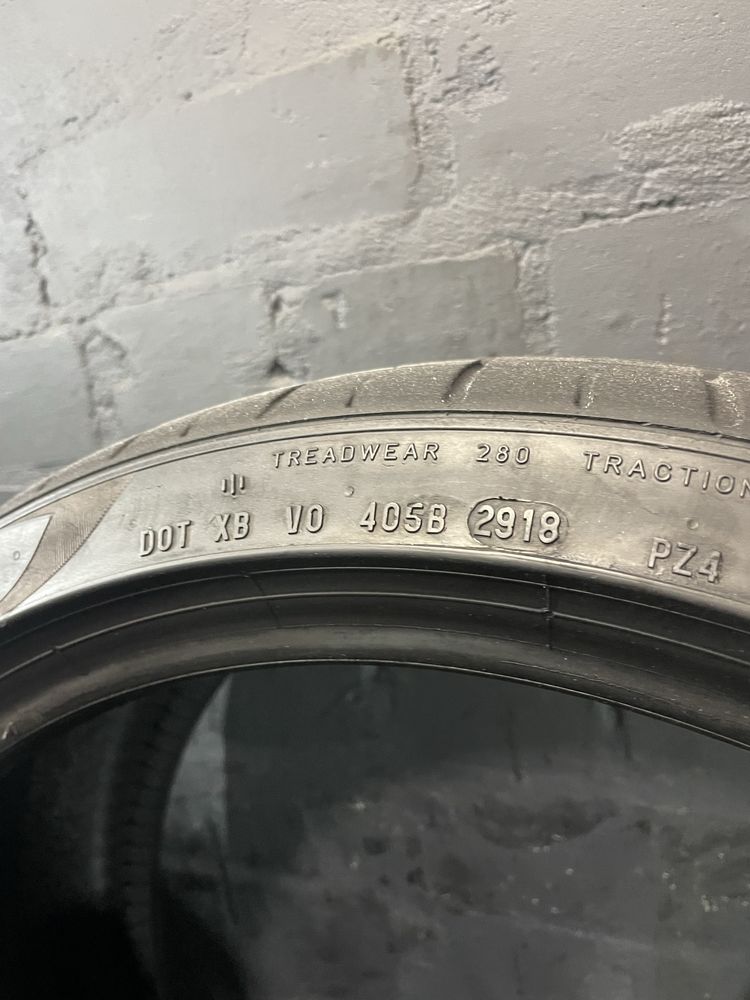 TREADWEAR 280 TRACTION
DOT XB V0 405B 2918
PZ4